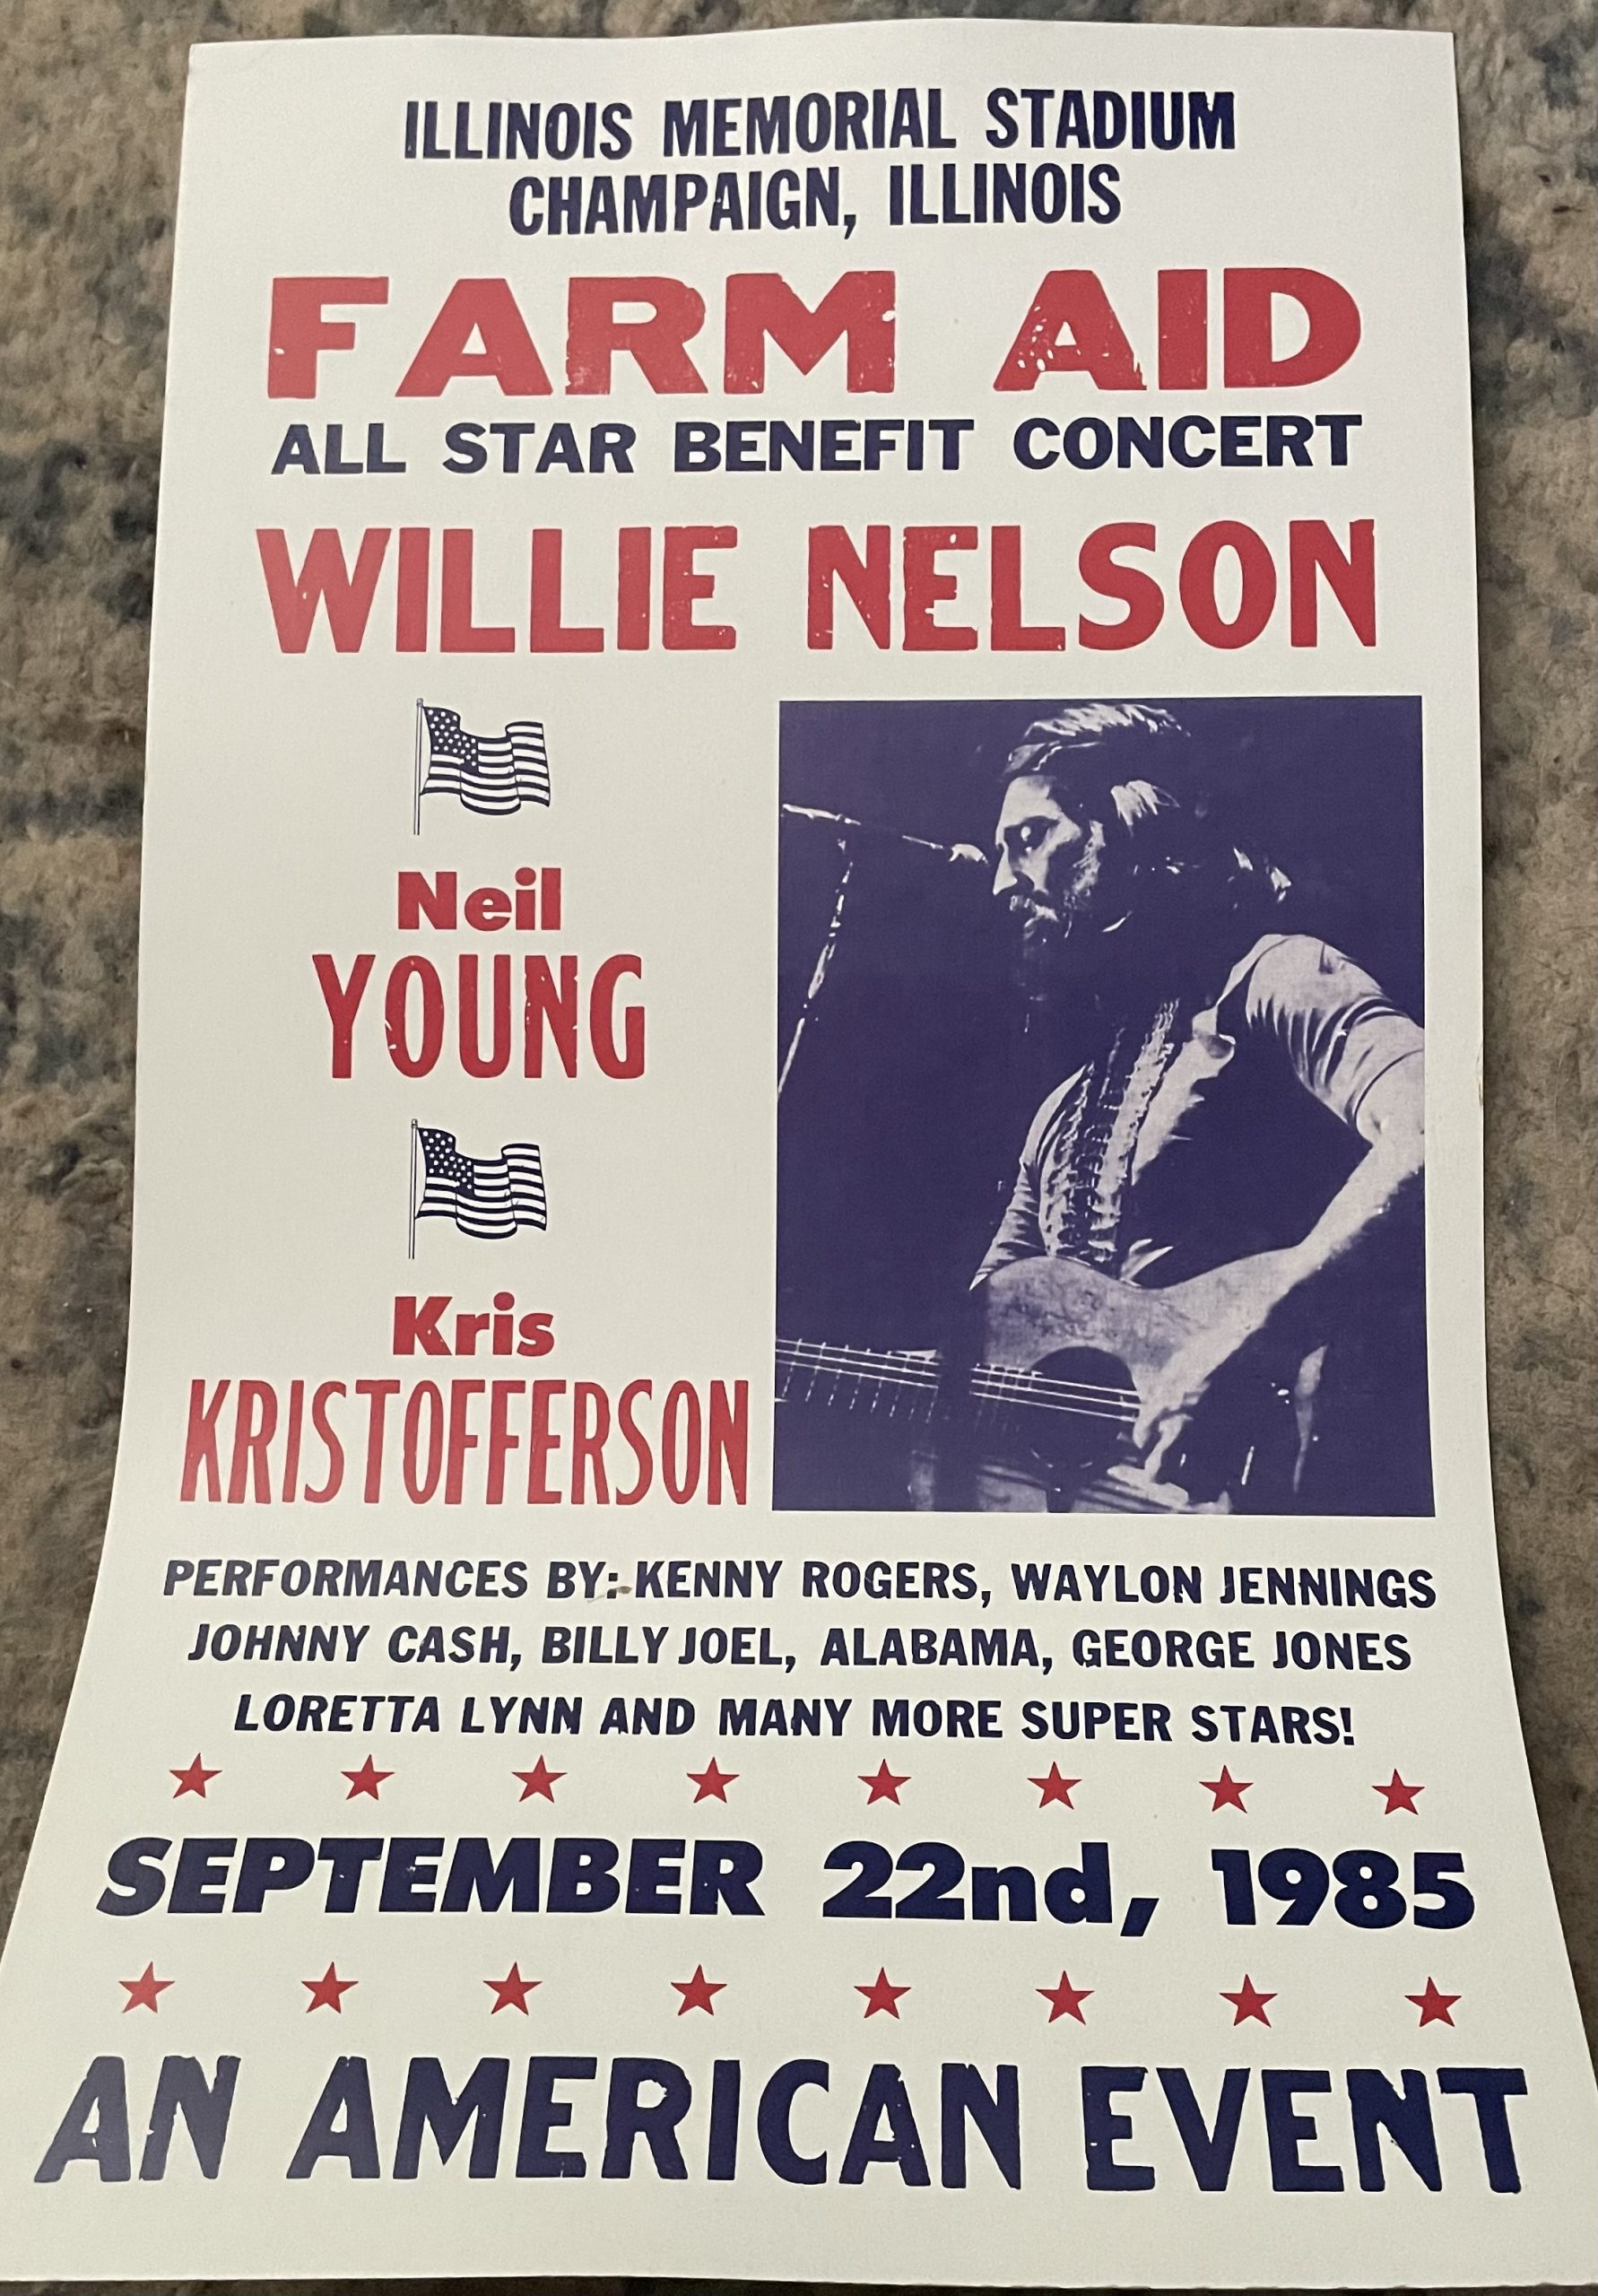 ILLINOIS MEMORIAL STADIUM
CHAMPAIGN, ILLINOIS
FARM AID
ALL STAR BENEFIT CONCERT
WILLIE NELSON
Neil
YOUNG
Kris
KRISTOFFERSON
PERFORMANCES BY: KENNY ROGERS, WAYLON JENNINGS
JOHNNY CASH, BILLY JOEL, ALABAMA, GEORGE JONES
LORETTA LYNN AND MANY MORE SUPER STARS!
SEPTEMBER 22nd, 1985
AN AMERICAN EVENT